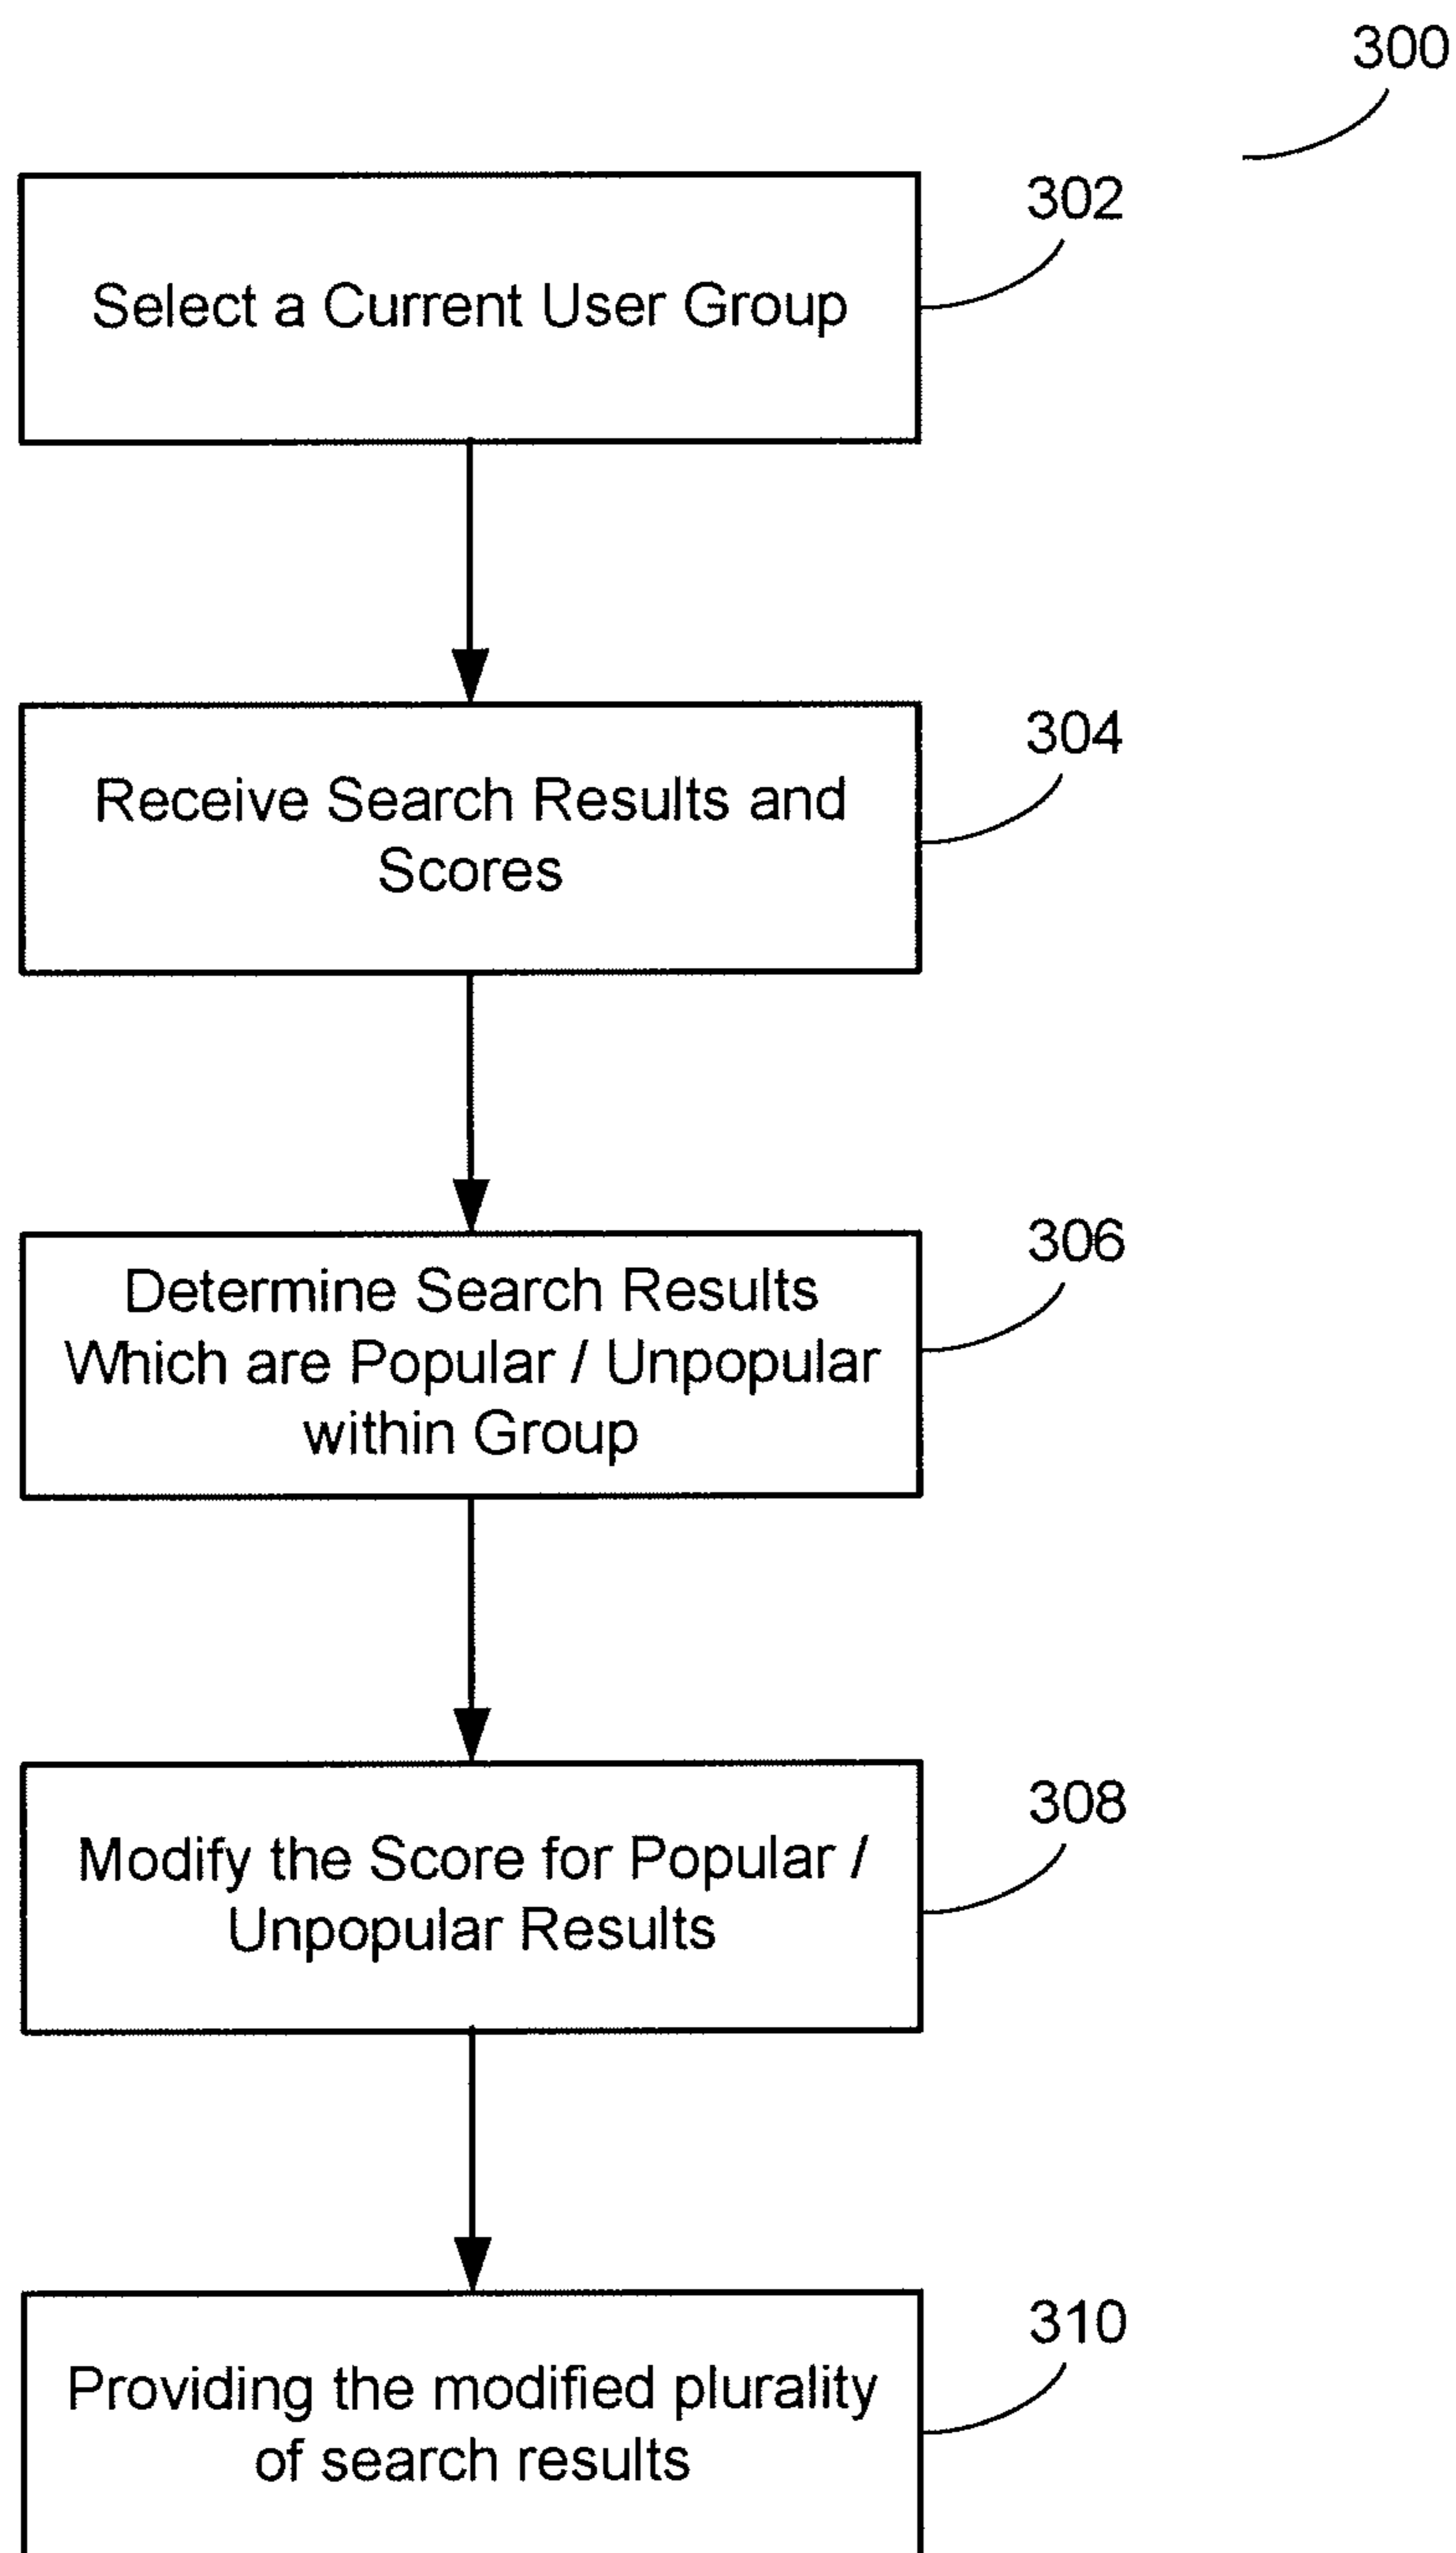 300
302
Select a Current User Group
304
Receive Search Results and
Scores
306
Determine Search Results
Which are Popular / Unpopular
within Group
308
Modify the Score for Popular /
Unpopular Results
310
Providing the modified plurality
of search results